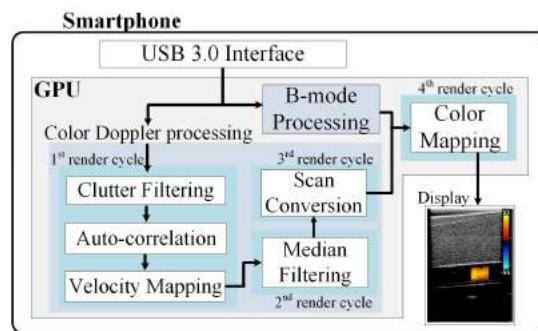 Smartphone
USB 3.0 Interface
GPU
4th render cycle
B-mode
Processing
Color
Mapping
Color Doppler processing
1st render cycle
3rd render cycle
Clutter Filtering
Scan
Conversion
Display
Auto-correlation
Median
Filtering
Velocity Mapping
2nd render cycle